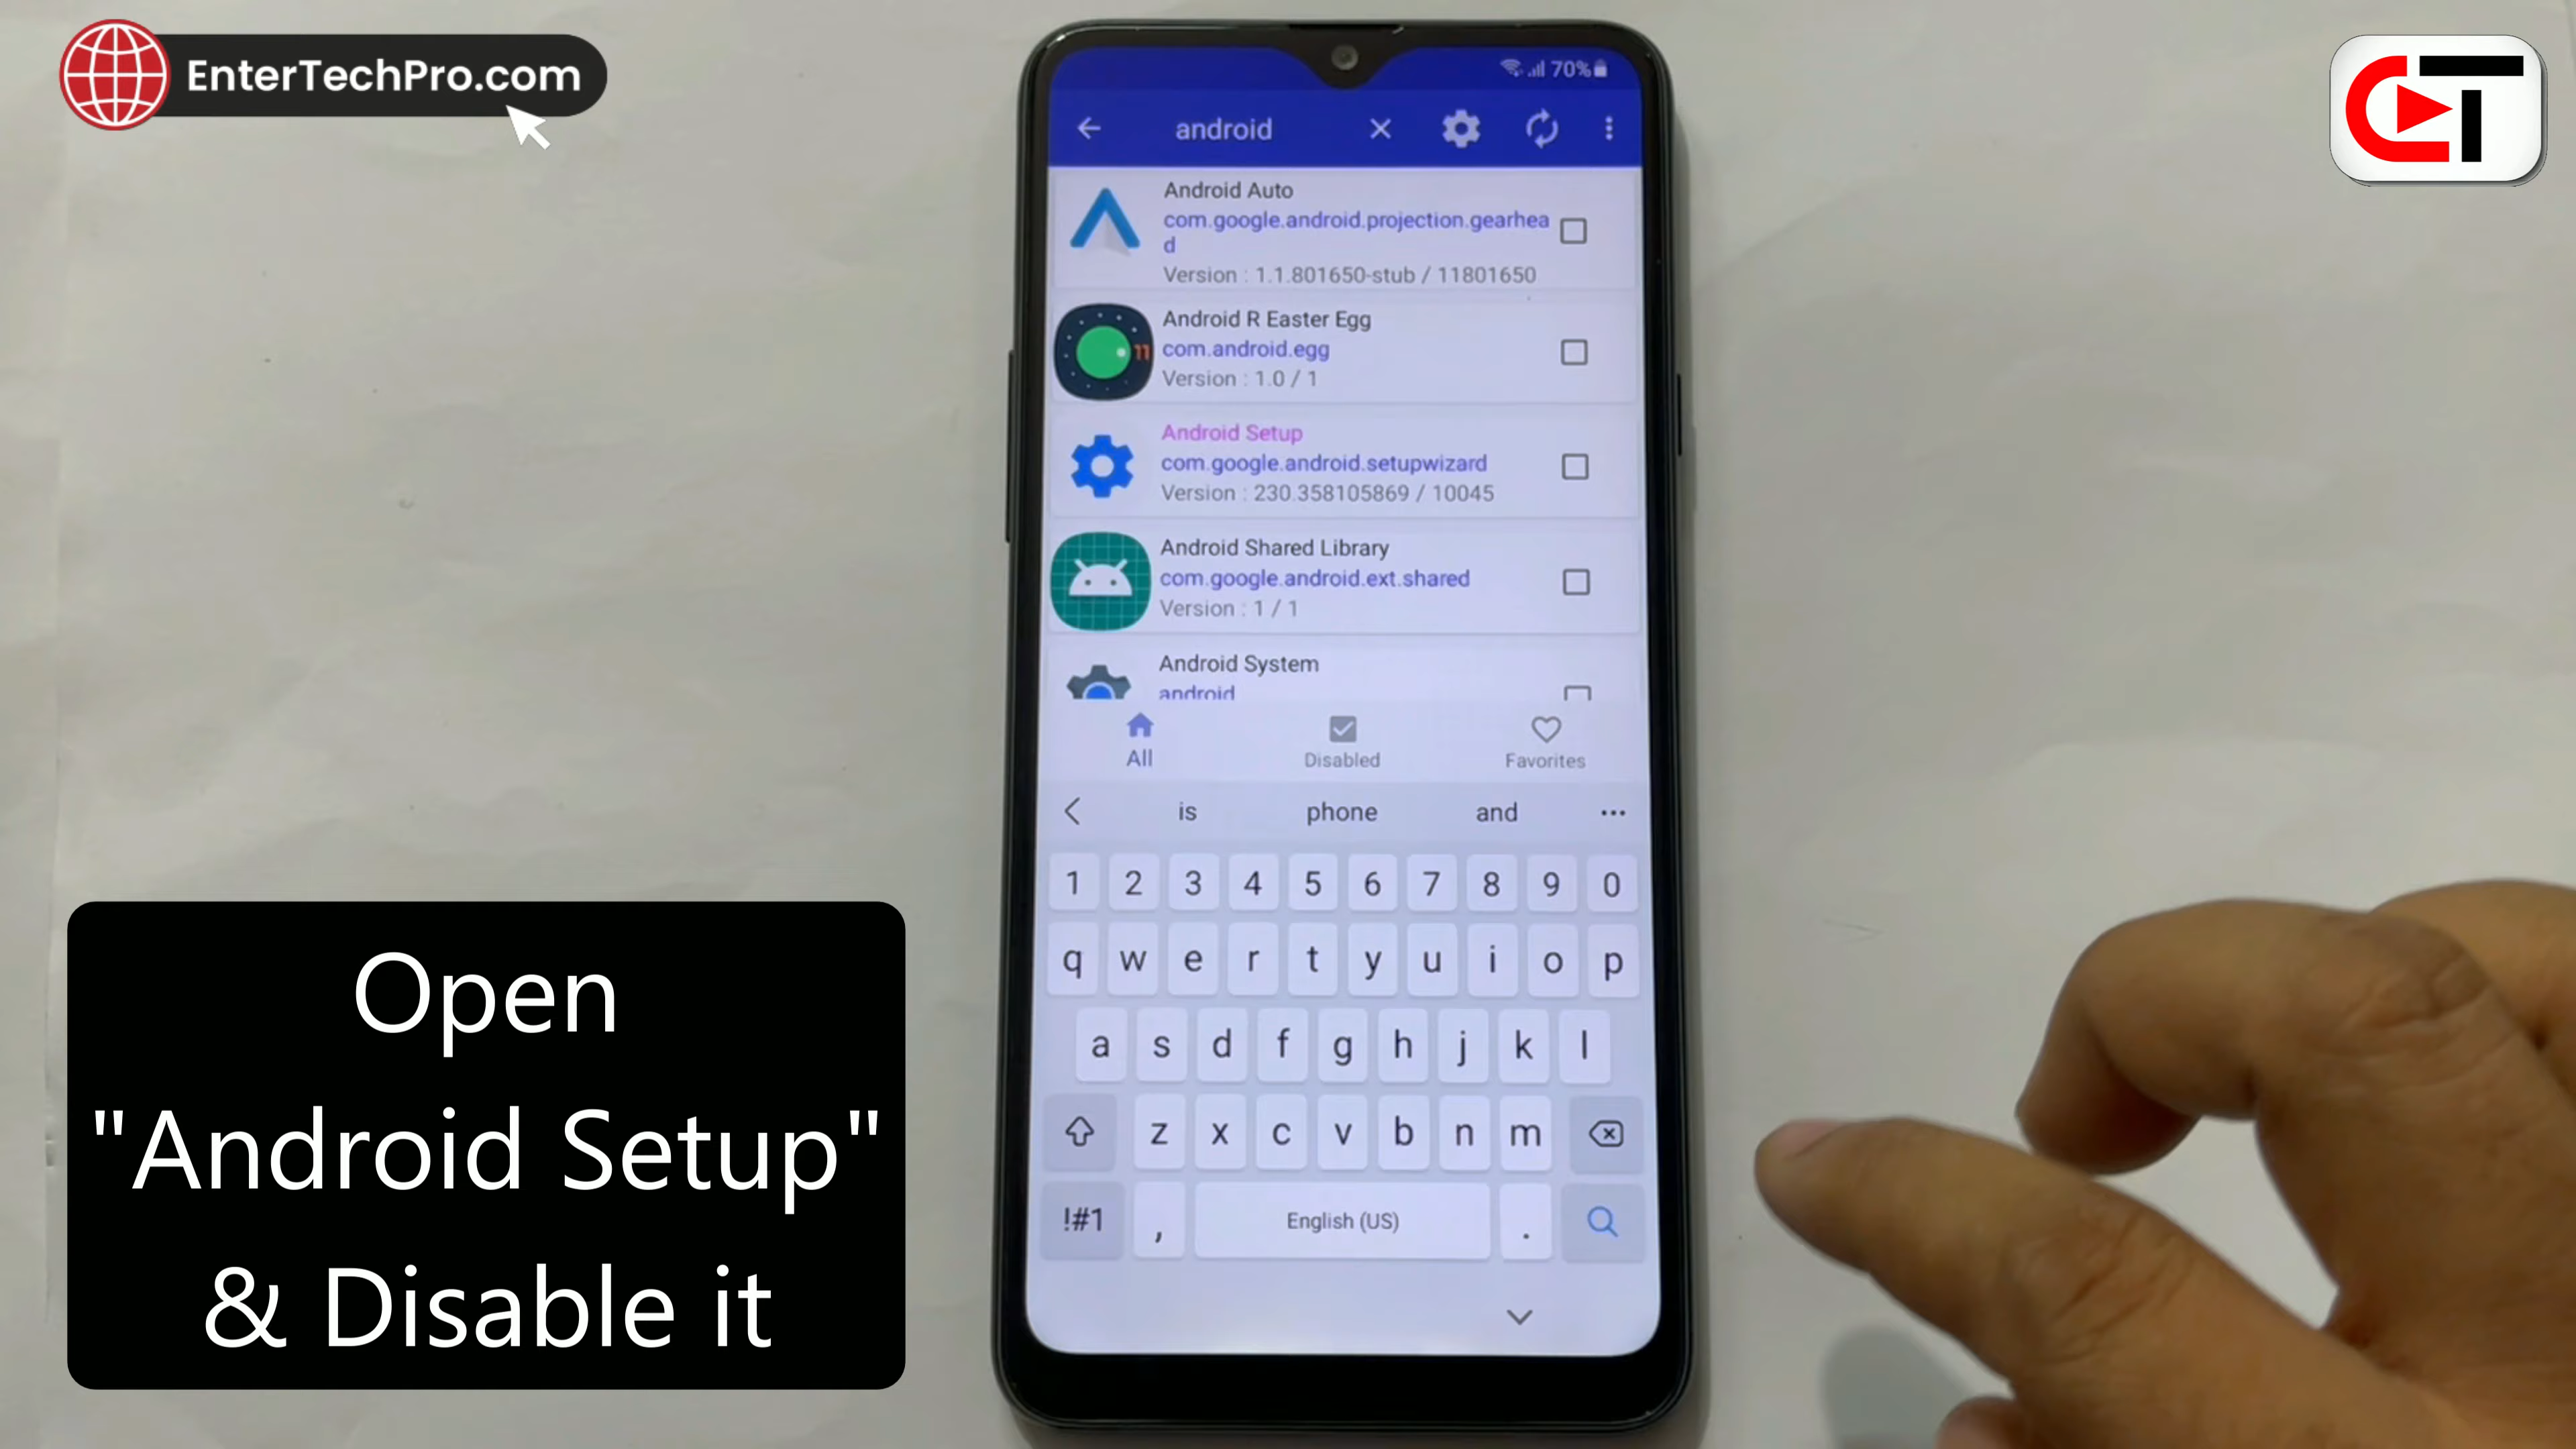 EnterTechPro.com
CT
70%
android
Android Auto
com.google.android.projection.gearhea
d
Version : 1.1.801650-stub / 11801650
11
Android R Easter Egg
com.android.egg
Version : 1.0 / 1
Android Setup
com.google.android.setupwizard
Version : 230.358105869 / 10045
Android Shared Library
com.google.android.ext.shared
Version : 1 / 1
Android System
android
All
Disabled
Favorites
is phone and ...
1 2 3 4 5 6 7 8 9 0
q w e r t y u i o p
a s d f g h j k l
z x c v b n m
!#1 , English (US) .
Open
"Android Setup"
& Disable it